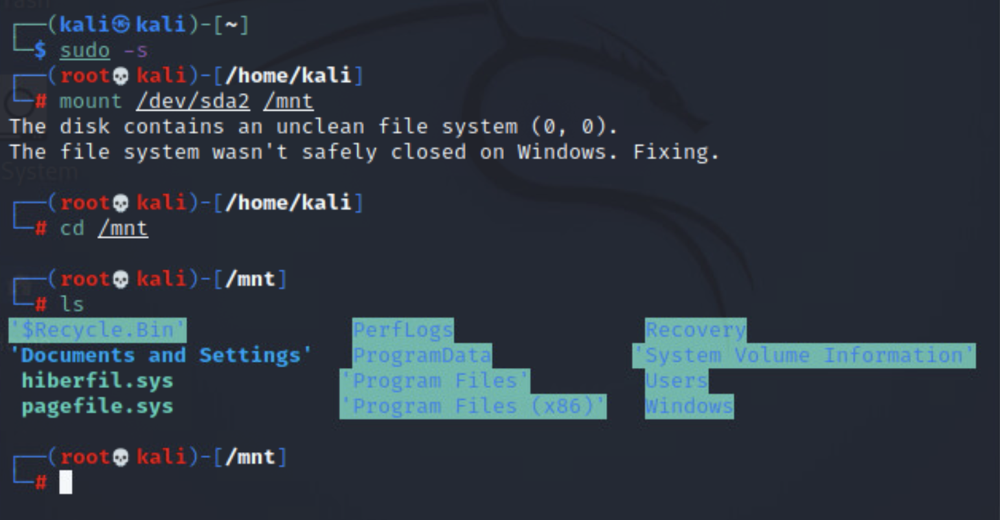 ┌──(kali㉿kali)-[~]
└─$ sudo -s
┌──(root💀kali)-[/home/kali]
└─# mount /dev/sda2 /mnt
The disk contains an unclean file system (0, 0).
The file system wasn't safely closed on Windows. Fixing.
┌──(root💀kali)-[/home/kali]
└─# cd /mnt
┌──(root💀kali)-[/mnt]
└─# ls
'$Recycle.Bin' PerfLogs Recovery
'Documents and Settings' ProgramData 'System Volume Information'
hiberfil.sys 'Program Files' Users
pagefile.sys 'Program Files (x86)' Windows
┌──(root💀kali)-[/mnt]
└─#
System